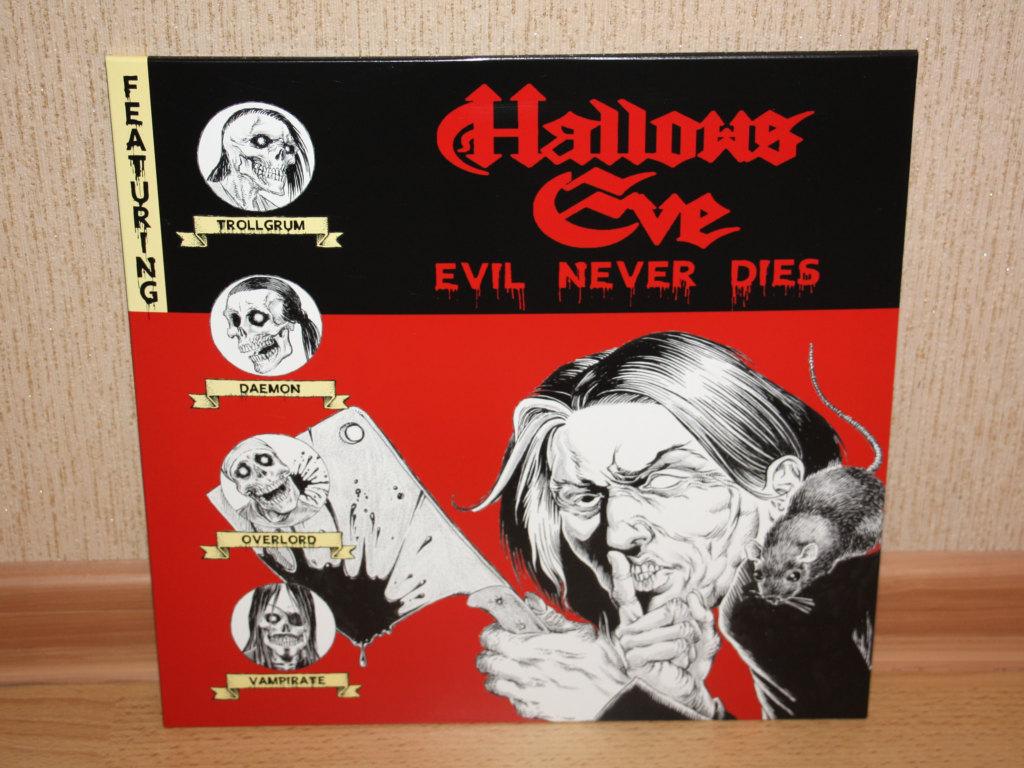 FEATURING
Hallows
Eve
EVIL NEVER DIES
TROLLGRUM
DAEMON
OVERLORD
VAMPIRATE